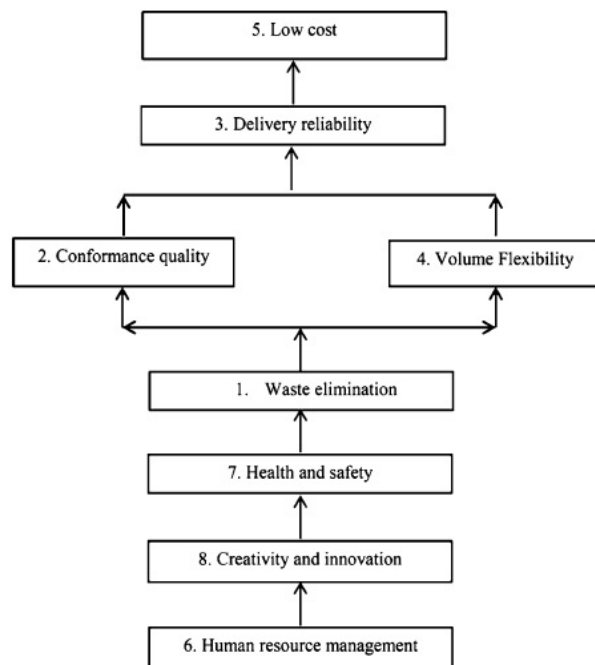 5. Low cost
3. Delivery reliability
2. Conformance quality
4. Volume Flexibility
1. Waste elimination
7. Health and safety
8. Creativity and innovation
6. Human resource management